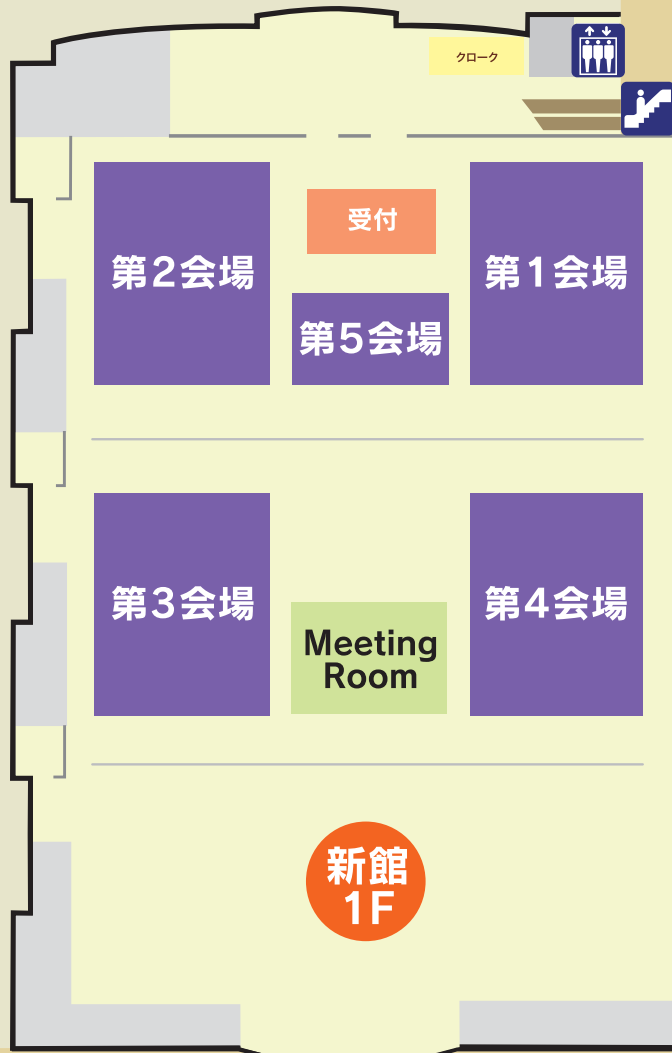 クローク
受付
第2会場
第1会場
第5会場
第3会場
第4会場
Meeting
Room
新館
1F